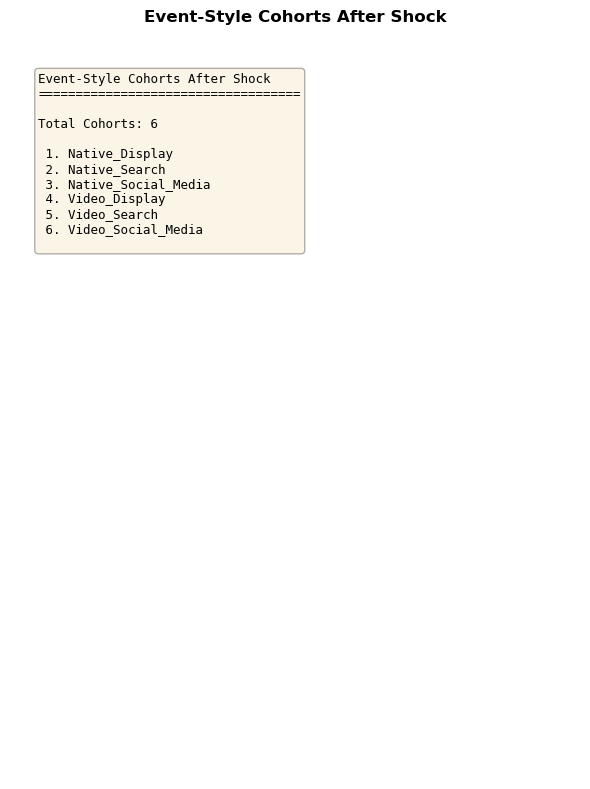 Event-Style Cohorts After Shock
Event-Style Cohorts After Shock
===================================
Total Cohorts: 6
1. Native_Display
2. Native_Search
3. Native_Social_Media
4. Video_Display
5. Video_Search
6. Video_Social_Media